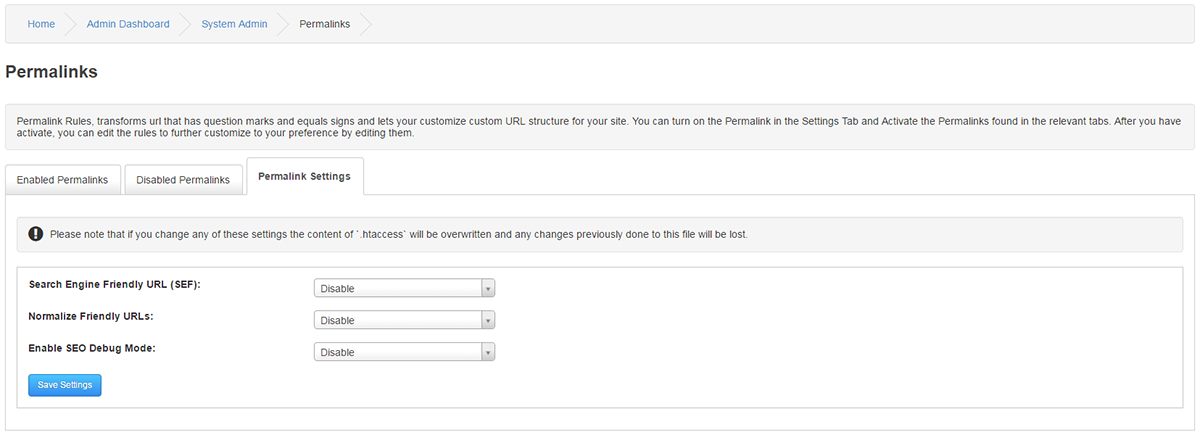 Home
Admin Dashboard
System Admin
Permalinks
Permalinks
Permalink Rules, transforms url that has question marks and equals signs and lets your customize custom URL structure for your site. You can turn on the Permalink in the Settings Tab and Activate the Permalinks found in the relevant tabs. After you have
activate, you can edit the rules to further customize to your preference by editing them.
Enabled Permalinks
Disabled Permalinks
Permalink Settings
Please note that if you change any of these settings the content of `.htaccess` will be overwritten and any changes previously done to this file will be lost.
Search Engine Friendly URL (SEF):
Disable
Normalize Friendly URLs:
Disable
Enable SEO Debug Mode:
Disable
Save Settings